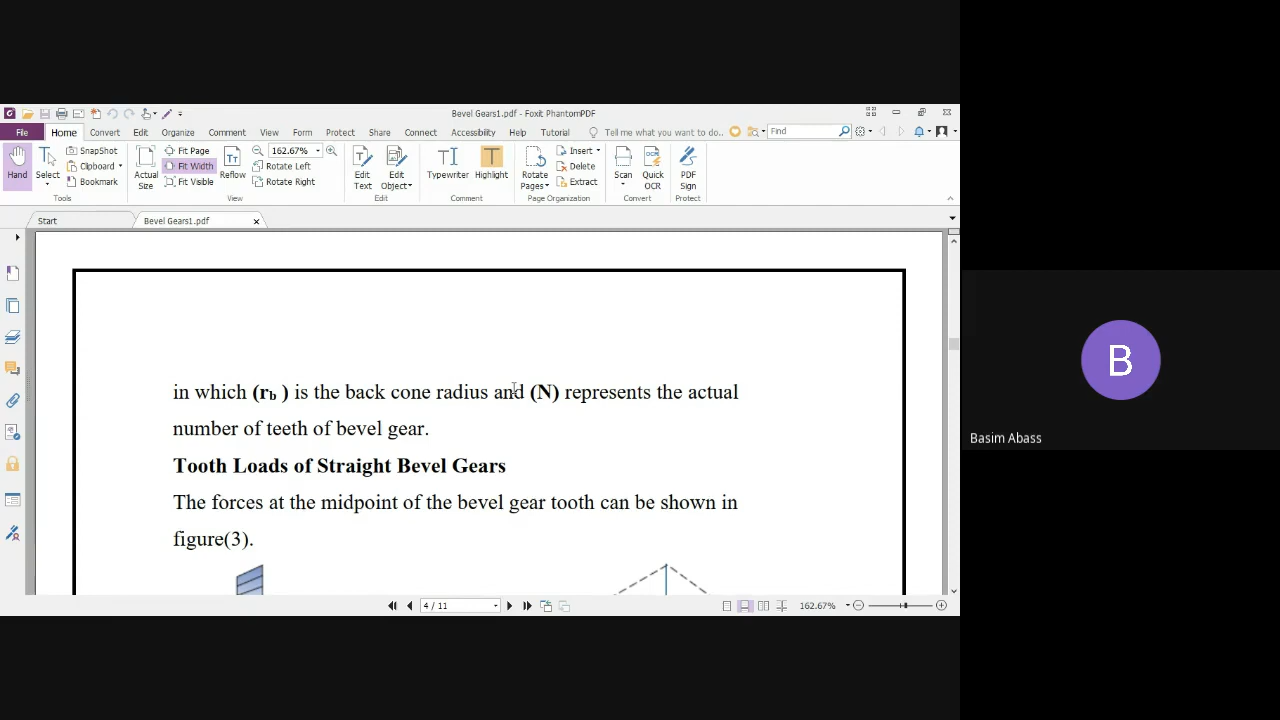 Bevel Gears1.pdf - Foxit PhantomPDF
File Home Convert Edit Organize Comment View Form Protect Share Connect Accessibility Help Tutorial Tell me what you want to do.. Find
Hand
Select
SnapShot
Clipboard
Bookmark
Tools
Actual Size
Fit Page
Fit Width
Fit Visible
Reflow
162.67%
Rotate Left
Rotate Right
View
Edit Text
Edit Object
Edit
Typewriter
Highlight
Comment
Rotate Pages
Insert
Delete
Extract
Page Organization
Scan
Quick OCR
Convert
PDF Sign
Protect
Start
Bevel Gears1.pdf
in which (rb ) is the back cone radius and (N) represents the actual
number of teeth of bevel gear.
Tooth Loads of Straight Bevel Gears
The forces at the midpoint of the bevel gear tooth can be shown in
figure(3).
4 / 11
162.67%
B
Basim Abass